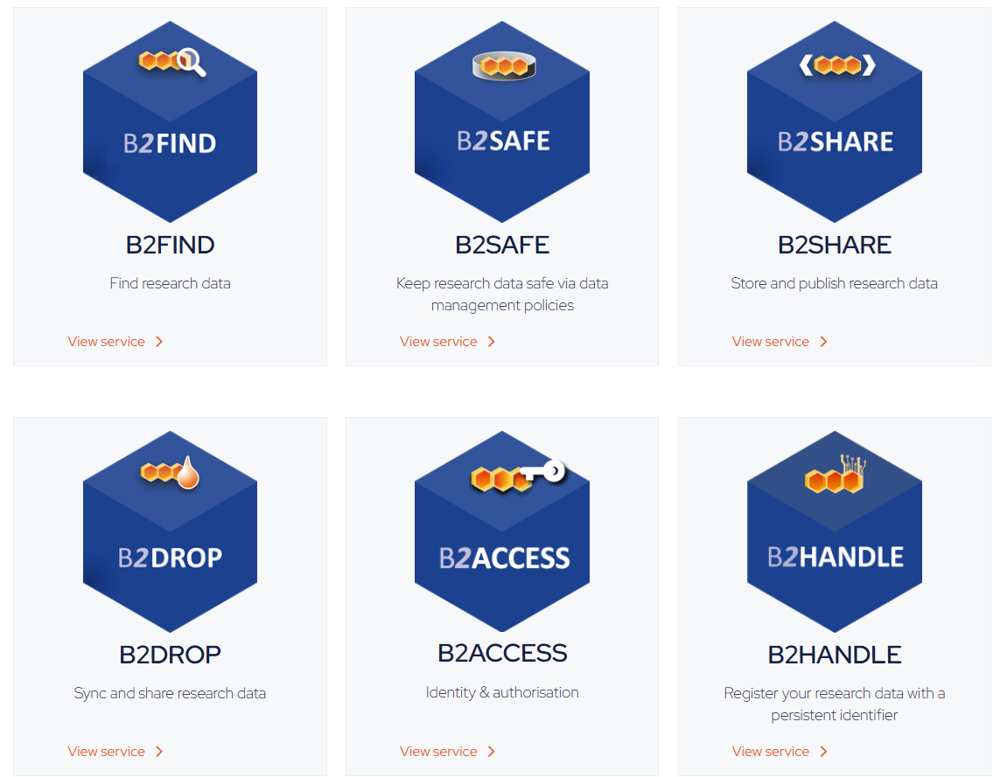 B2FIND
B2FIND
Find research data
View service
B2SAFE
B2SAFE
Keep research data safe via data
management policies
View service
B2SHARE
B2SHARE
Store and publish research data
View service
B2DROP
B2DROP
Sync and share research data
View service
B2ACCESS
B2ACCESS
Identity & authorisation
View service
B2HANDLE
B2HANDLE
Register your research data with a
persistent identifier
View service